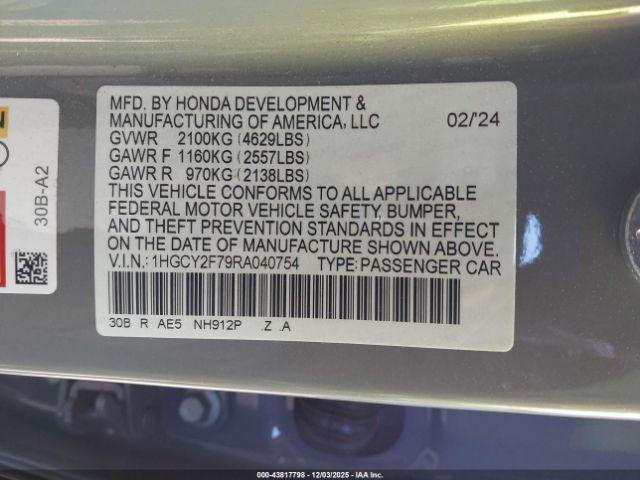 MFD. BY HONDA DEVELOPMENT &
MANUFACTURING OF AMERICA, LLC 02/'24
GVWR 2100KG (4629LBS)
GAWR F 1160KG (2557LBS)
GAWR R 970KG (2138LBS)
THIS VEHICLE CONFORMS TO ALL APPLICABLE
FEDERAL MOTOR VEHICLE SAFETY, BUMPER,
AND THEFT PREVENTION STANDARDS IN EFFECT
ON THE DATE OF MANUFACTURE SHOWN ABOVE.
V.I.N.: 1HGCY2F79RA040754 TYPE: PASSENGER CAR
30B R AE5 NH912P .Z .A
30B-A2
000-43817798 - 12/03/2025 - IAA Inc.